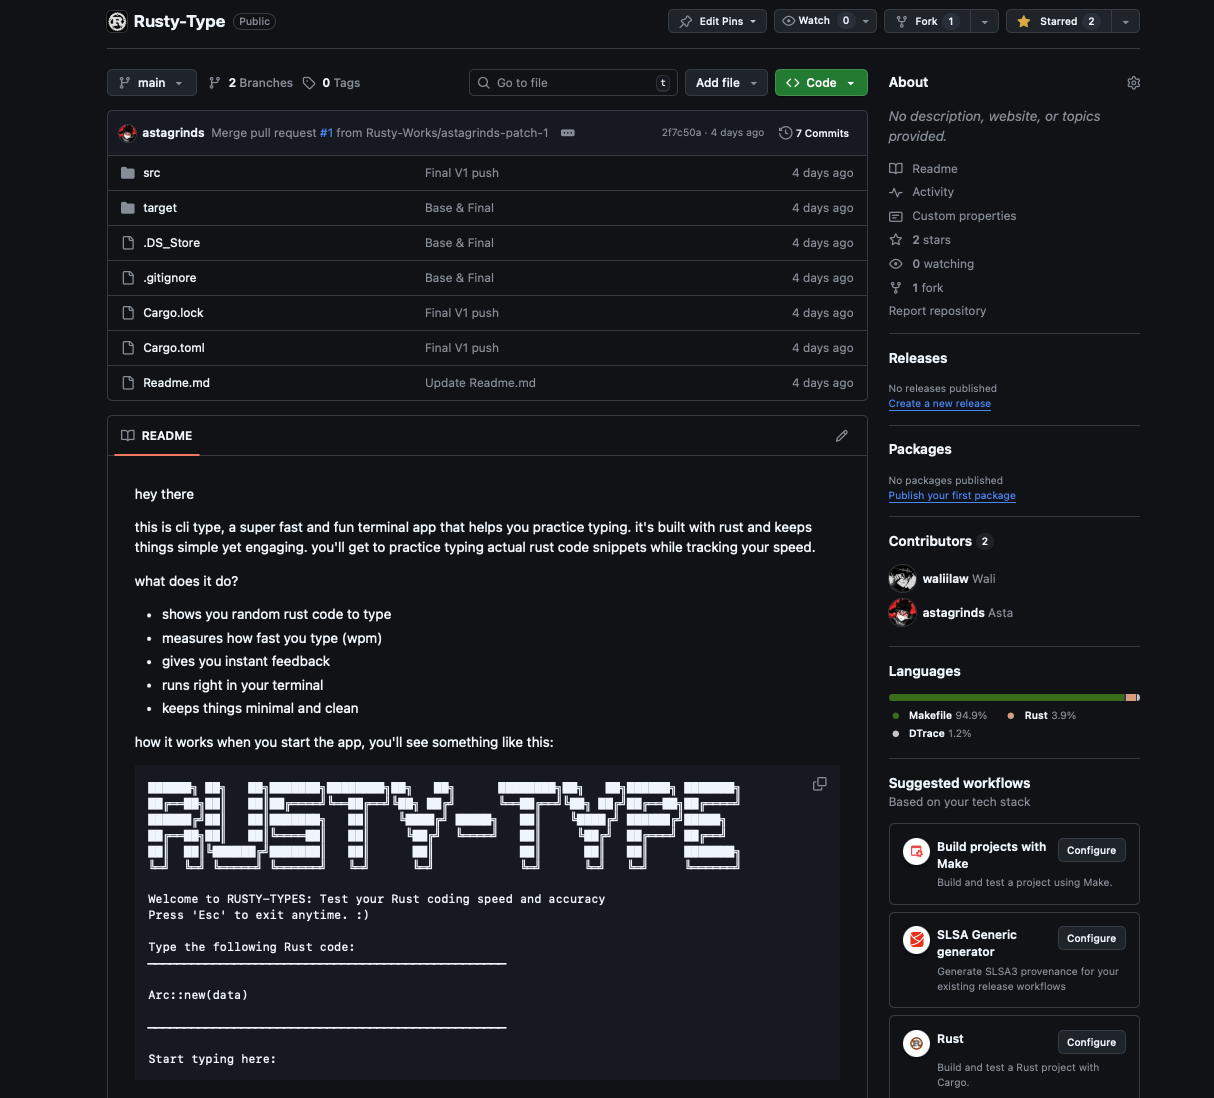 Rusty-Type Public
Edit Pins Watch 0 Fork 1 Starred 2
main 2 Branches 0 Tags Go to file t Add file Code
astagrinds Merge pull request #1 from Rusty-Works/astagrinds-patch-1 2f7c50a · 4 days ago 7 Commits
src Final V1 push 4 days ago
target Base & Final 4 days ago
.DS_Store Base & Final 4 days ago
.gitignore Base & Final 4 days ago
Cargo.lock Final V1 push 4 days ago
Cargo.toml Final V1 push 4 days ago
Readme.md Update Readme.md 4 days ago
README
hey there
this is cli type, a super fast and fun terminal app that helps you practice typing. it's built with rust and keeps
things simple yet engaging. you'll get to practice typing actual rust code snippets while tracking your speed.
what does it do?
• shows you random rust code to type
• measures how fast you type (wpm)
• gives you instant feedback
• runs right in your terminal
• keeps things minimal and clean
how it works when you start the app, you'll see something like this:
RUSTY-TYPE
Welcome to RUSTY-TYPES: Test your Rust coding speed and accuracy
Press 'Esc' to exit anytime. :)
Type the following Rust code:
Arc::new(data)
Start typing here:
About
No description, website, or topics
provided.
Readme
Activity
Custom properties
2 stars
0 watching
1 fork
Report repository
Releases
No releases published
Create a new release
Packages
No packages published
Publish your first package
Contributors 2
waliilaw Wali
astagrinds Asta
Languages
Makefile 94.9% Rust 3.9%
DTrace 1.2%
Suggested workflows
Based on your tech stack
Build projects with
Make
Configure
Build and test a project using Make.
SLSA Generic
generator
Configure
Generate SLSA3 provenance for your
existing release workflows
Rust
Configure
Build and test a Rust project with
Cargo.